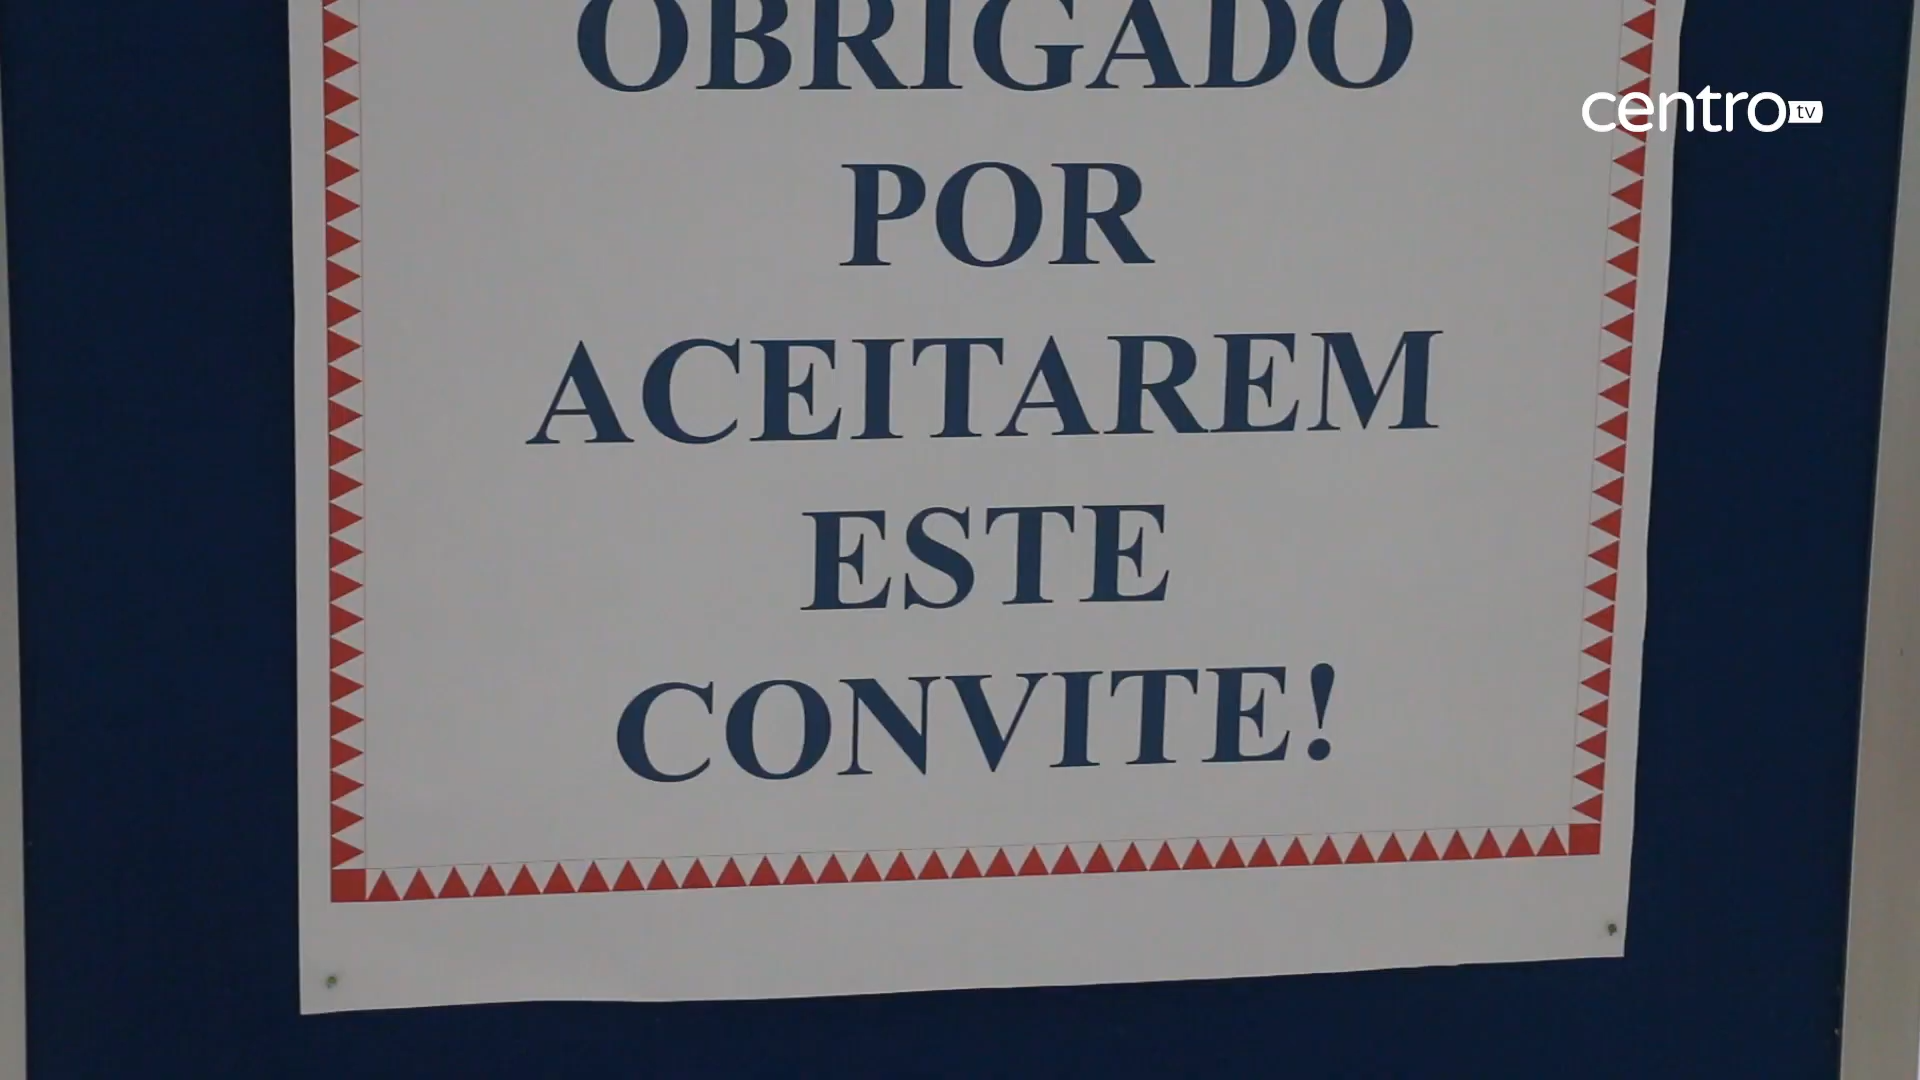 OBRIGADO
centro tv
POR
ACEITAREM
ESTE
CONVITE!